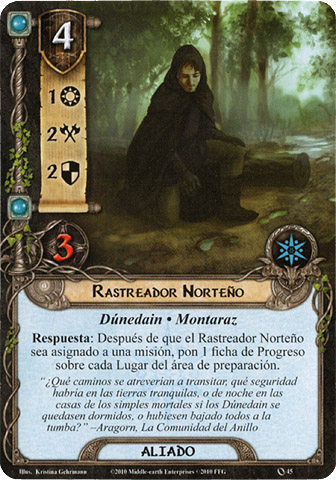 4
1
2
2
3
Rastreador Norteño
Dúnedain • Montaraz
Respuesta: Después de que el Rastreador Norteño
sea asignado a una misión, pon 1 ficha de Progreso
sobre cada Lugar del área de preparación.
“¿Qué caminos se atreverían a transitar, qué seguridad
habría en las tierras tranquilas, o de noche en las
casas de los simples mortales si los Dúnedain se
quedasen dormidos, o hubiesen bajado todos a la
tumba?” –Aragorn, La Comunidad del Anillo
Illus. Kristina Gehrmann
ALIADO
©2010 Middle-earth Enterprises ©2010 FFG
45